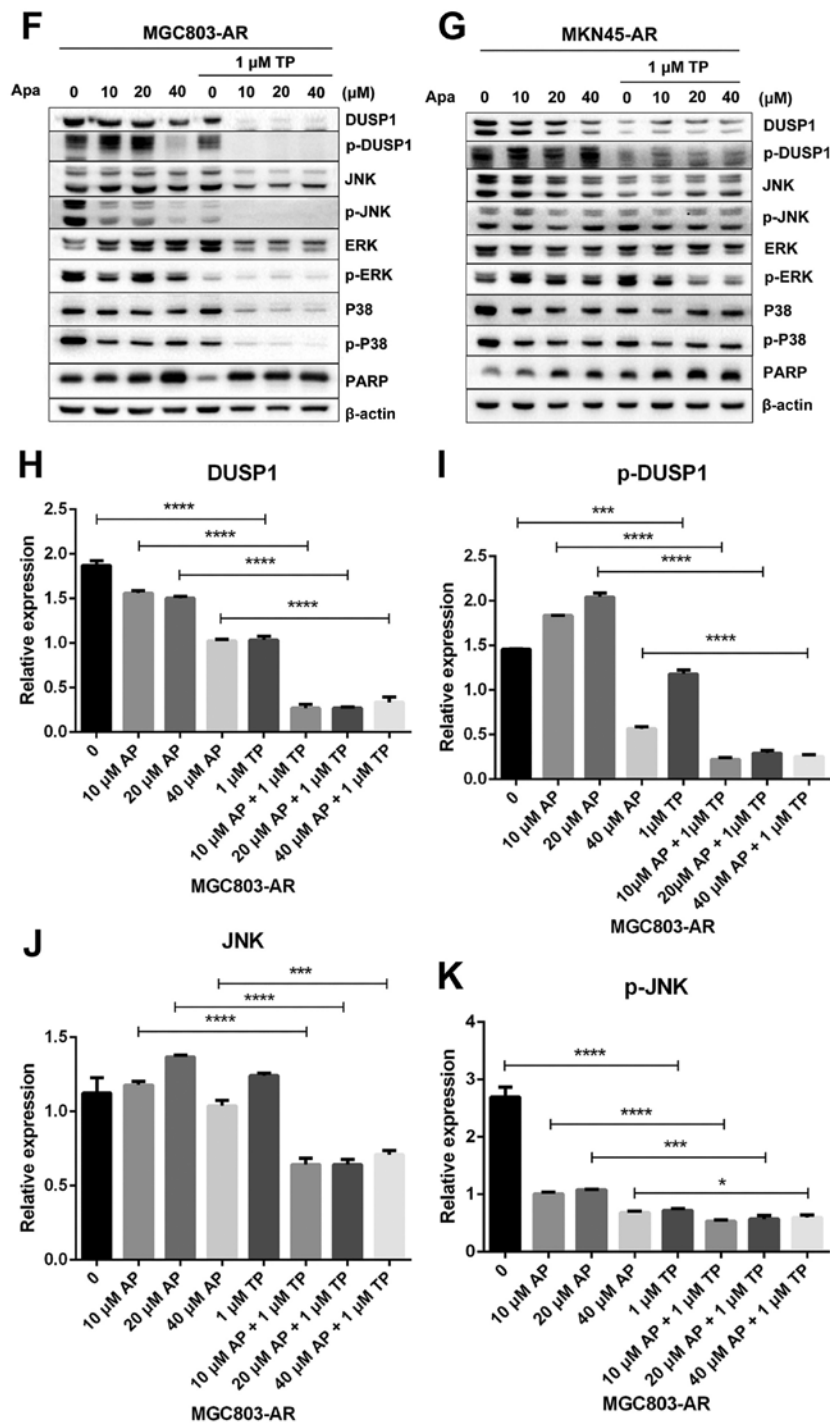 F
MGC803-AR
1 µM TP
Apa 0 10 20 40 0 10 20 40 (µM)
DUSP1
p-DUSP1
JNK
p-JNK
ERK
p-ERK
P38
p-P38
PARP
β-actin
G
MKN45-AR
1 µM TP
Apa 0 10 20 40 0 10 20 40 (µM)
DUSP1
p-DUSP1
JNK
p-JNK
ERK
p-ERK
P38
p-P38
PARP
β-actin
H
DUSP1
Relative expression
2.5
2.0
1.5
1.0
0.5
0.0
****
****
****
****
0
10 µM AP
20 µM AP
40 µM AP
1 µM TP
10 µM AP + 1 µM TP
20 µM AP + 1 µM TP
40 µM AP + 1 µM TP
MGC803-AR
I
p-DUSP1
Relative expression
2.5
2.0
1.5
1.0
0.5
0.0
***
****
****
****
0
10 µM AP
20 µM AP
40 µM AP
1µM TP
10µM AP + 1µM TP
20µM AP + 1µM TP
40 µM AP + 1 µM TP
MGC803-AR
J
JNK
Relative expression
1.5
1.0
0.5
0.0
***
****
****
0
10 µM AP
20 µM AP
40 µM AP
1 µM TP
10 µM AP + 1 µM TP
20 µM AP + 1 µM TP
40 µM AP + 1 µM TP
MGC803-AR
K
p-JNK
Relative expression
4
3
2
1
0
****
****
***
*
0
10 µM AP
20 µM AP
40 µM AP
1 µM TP
10 µM AP + 1 µM TP
20 µM AP + 1 µM TP
40 µM AP + 1 µM TP
MGC803-AR